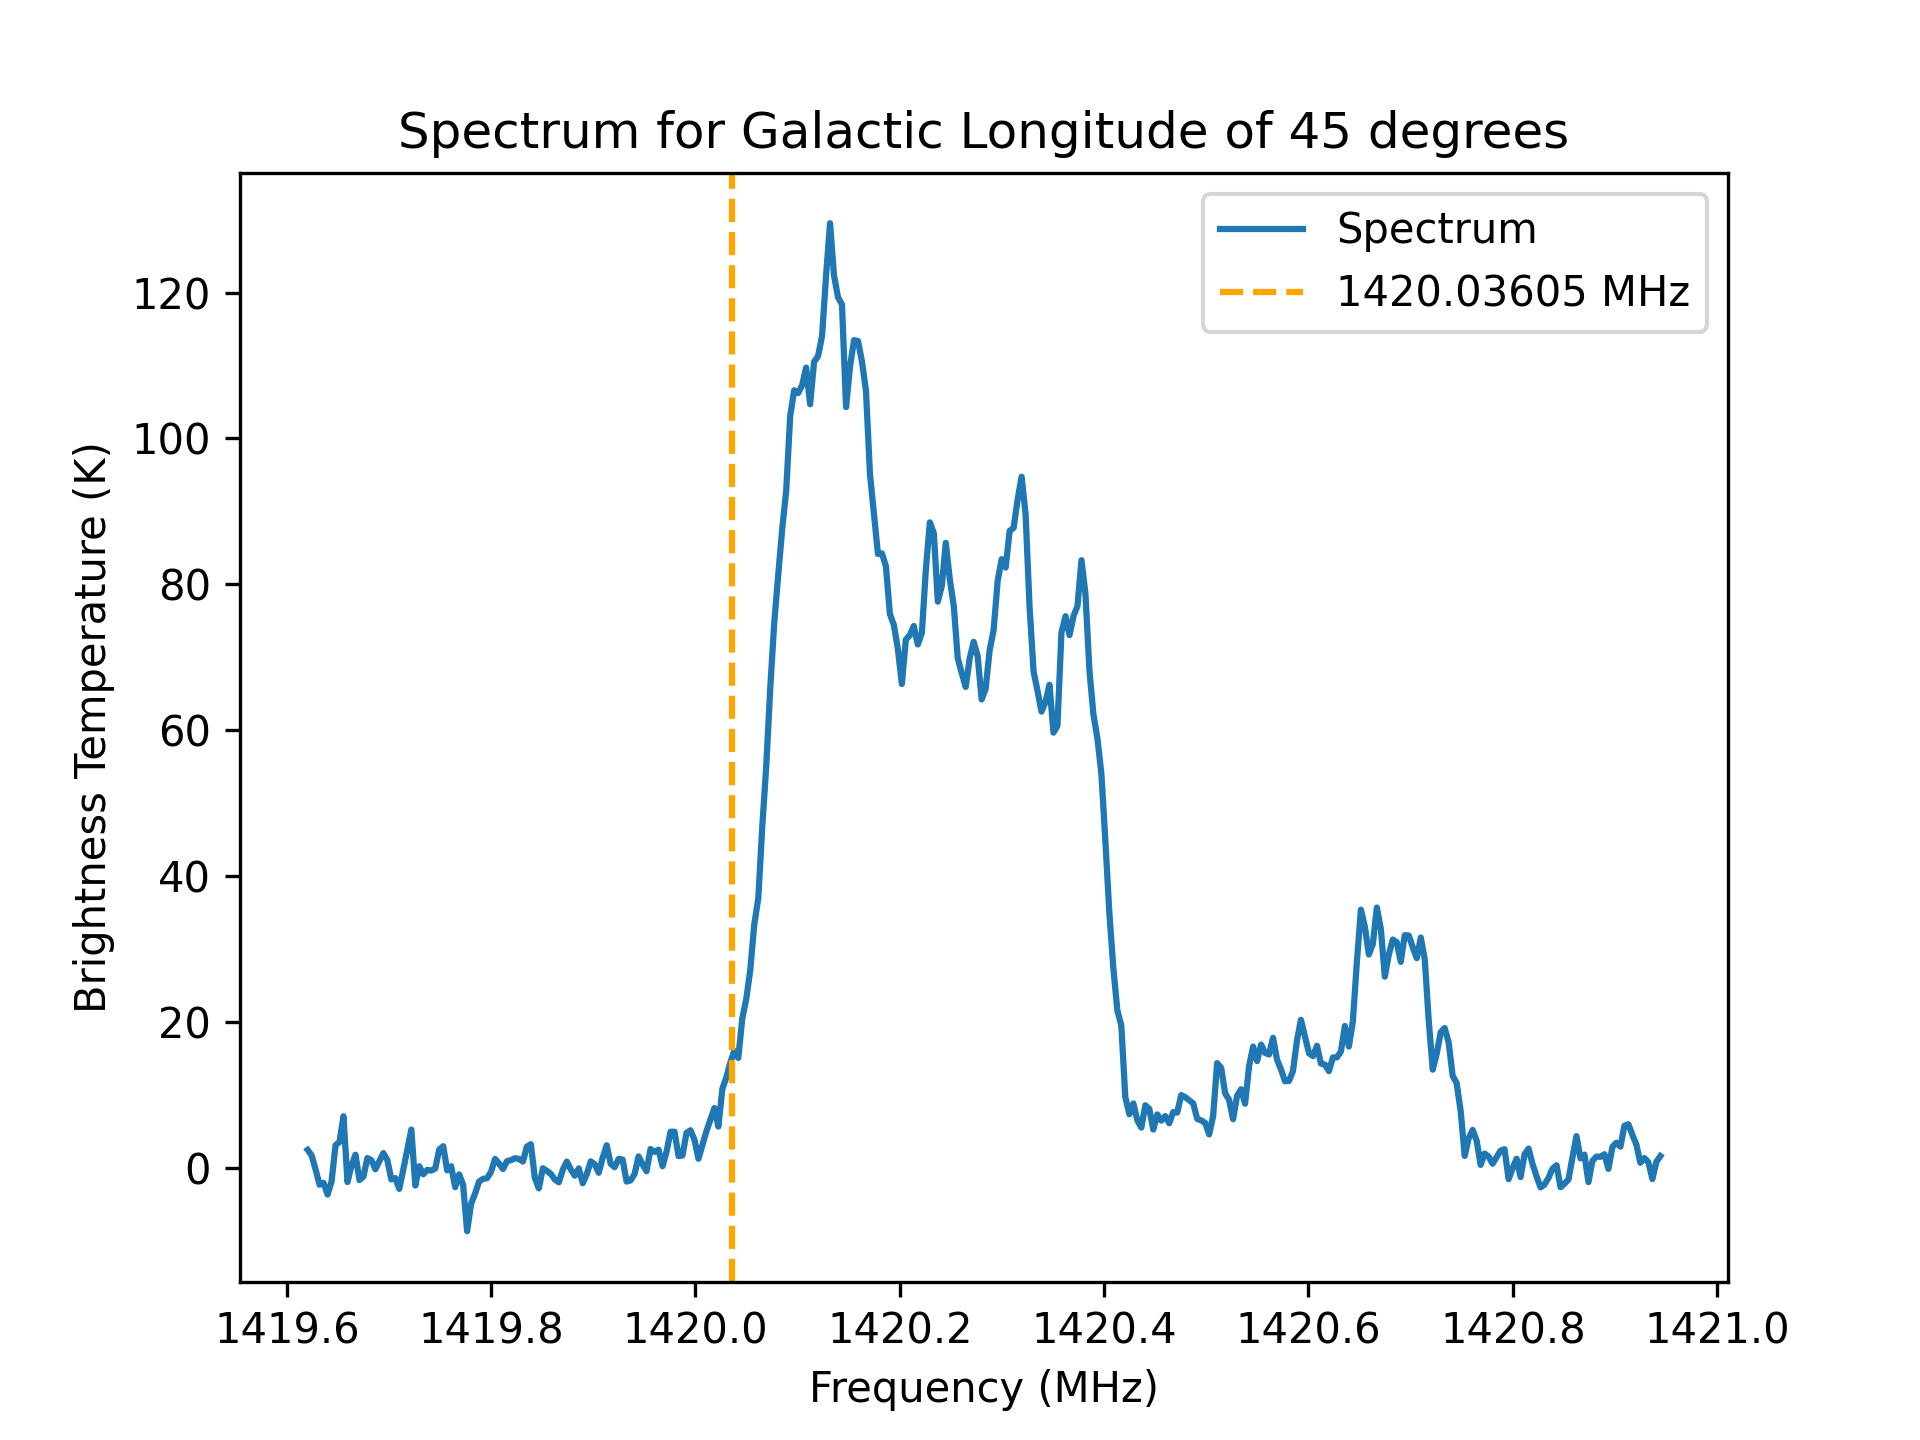 Spectrum for Galactic Longitude of 45 degrees
Spectrum
1420.03605 MHz
Brightness Temperature (K)
120
100
80
60
40
20
0
1419.6 1419.8 1420.0 1420.2 1420.4 1420.6 1420.8 1421.0
Frequency (MHz)